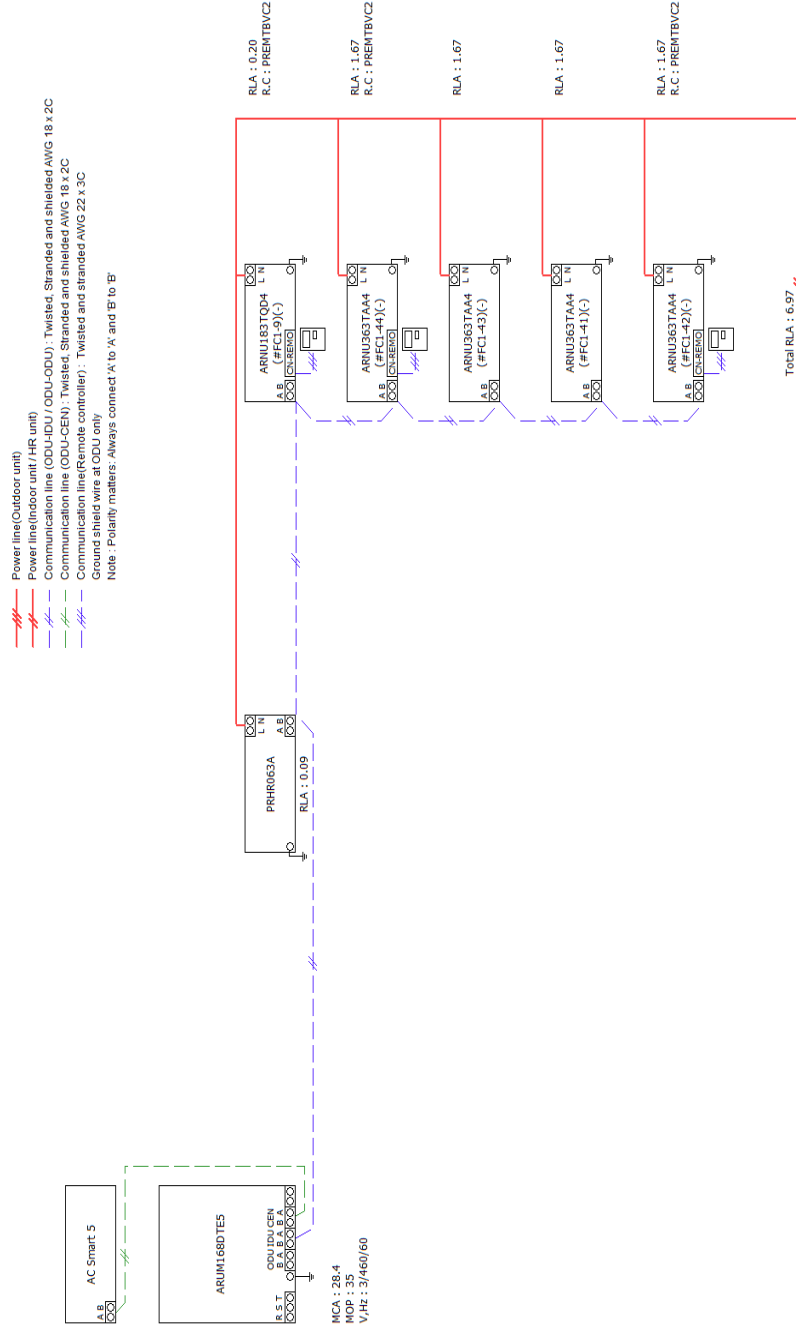 Power line(Outdoor unit)
Power line(Indoor unit / HR unit)
Communication line (ODU-IDU / ODU-ODU) : Twisted, Stranded and shielded AWG 18 x 2C
Communication line (ODU-CEN) : Twisted, Stranded and shielded AWG 18 x 2C
Communication line(Remote controller) : Twisted and stranded AWG 22 x 3C
Ground shield wire at ODU only
Note : Polarity matters: Always connect 'A' to 'A' and 'B' to 'B'
AC Smart 5
A B
ARUM168DTE5
ODU IDU CEN
B A B A B A
R S T
MCA : 28.4
MOP : 35
V,Hz : 3/460/60
PRHR063A
L N
A B
RLA : 0.09
ARNU183TQD4
(#FC1-9)(-)
A B
CN-REMO
L N
RLA : 0.20
R.C : PREMTBVC2
ARNU363TAA4
(#FC1-44)(-)
A B
CN-REMO
L N
RLA : 1.67
R.C : PREMTBVC2
ARNU363TAA4
(#FC1-43)(-)
A B
L N
RLA : 1.67
ARNU363TAA4
(#FC1-41)(-)
A B
L N
RLA : 1.67
ARNU363TAA4
(#FC1-42)(-)
A B
CN-REMO
L N
RLA : 1.67
R.C : PREMTBVC2
Total RLA : 6.97